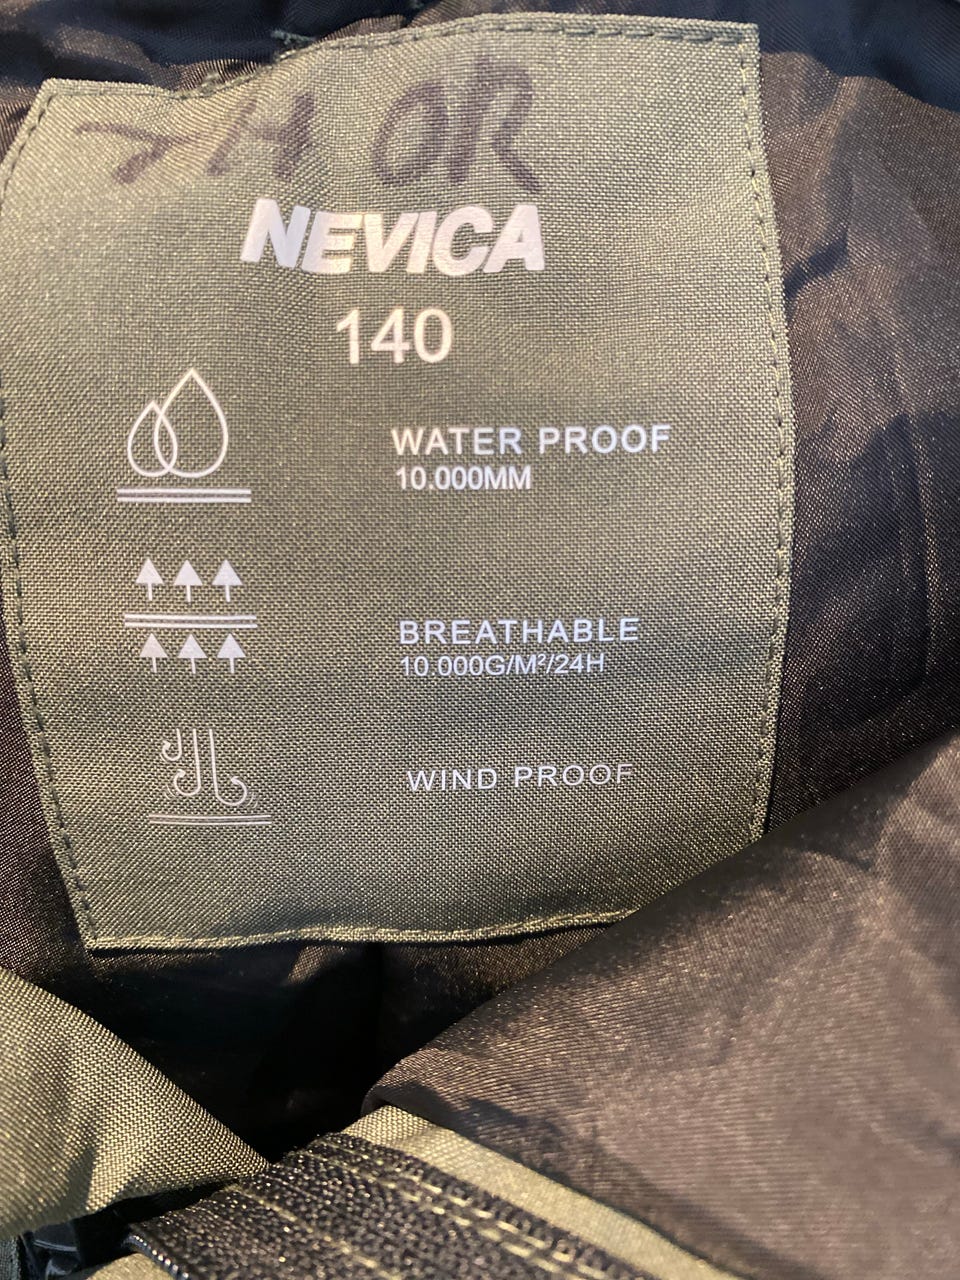 NEVICA
140
WATER PROOF
10.000MM
BREATHABLE
10.000G/M²/24H
WIND PROOF